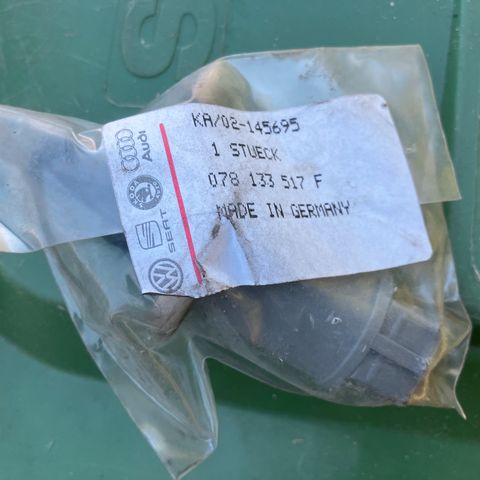 KA/02-145695
1 STUECK
078 133 517 F
MADE IN GERMANY
Audi
SKODA
SEAT
S